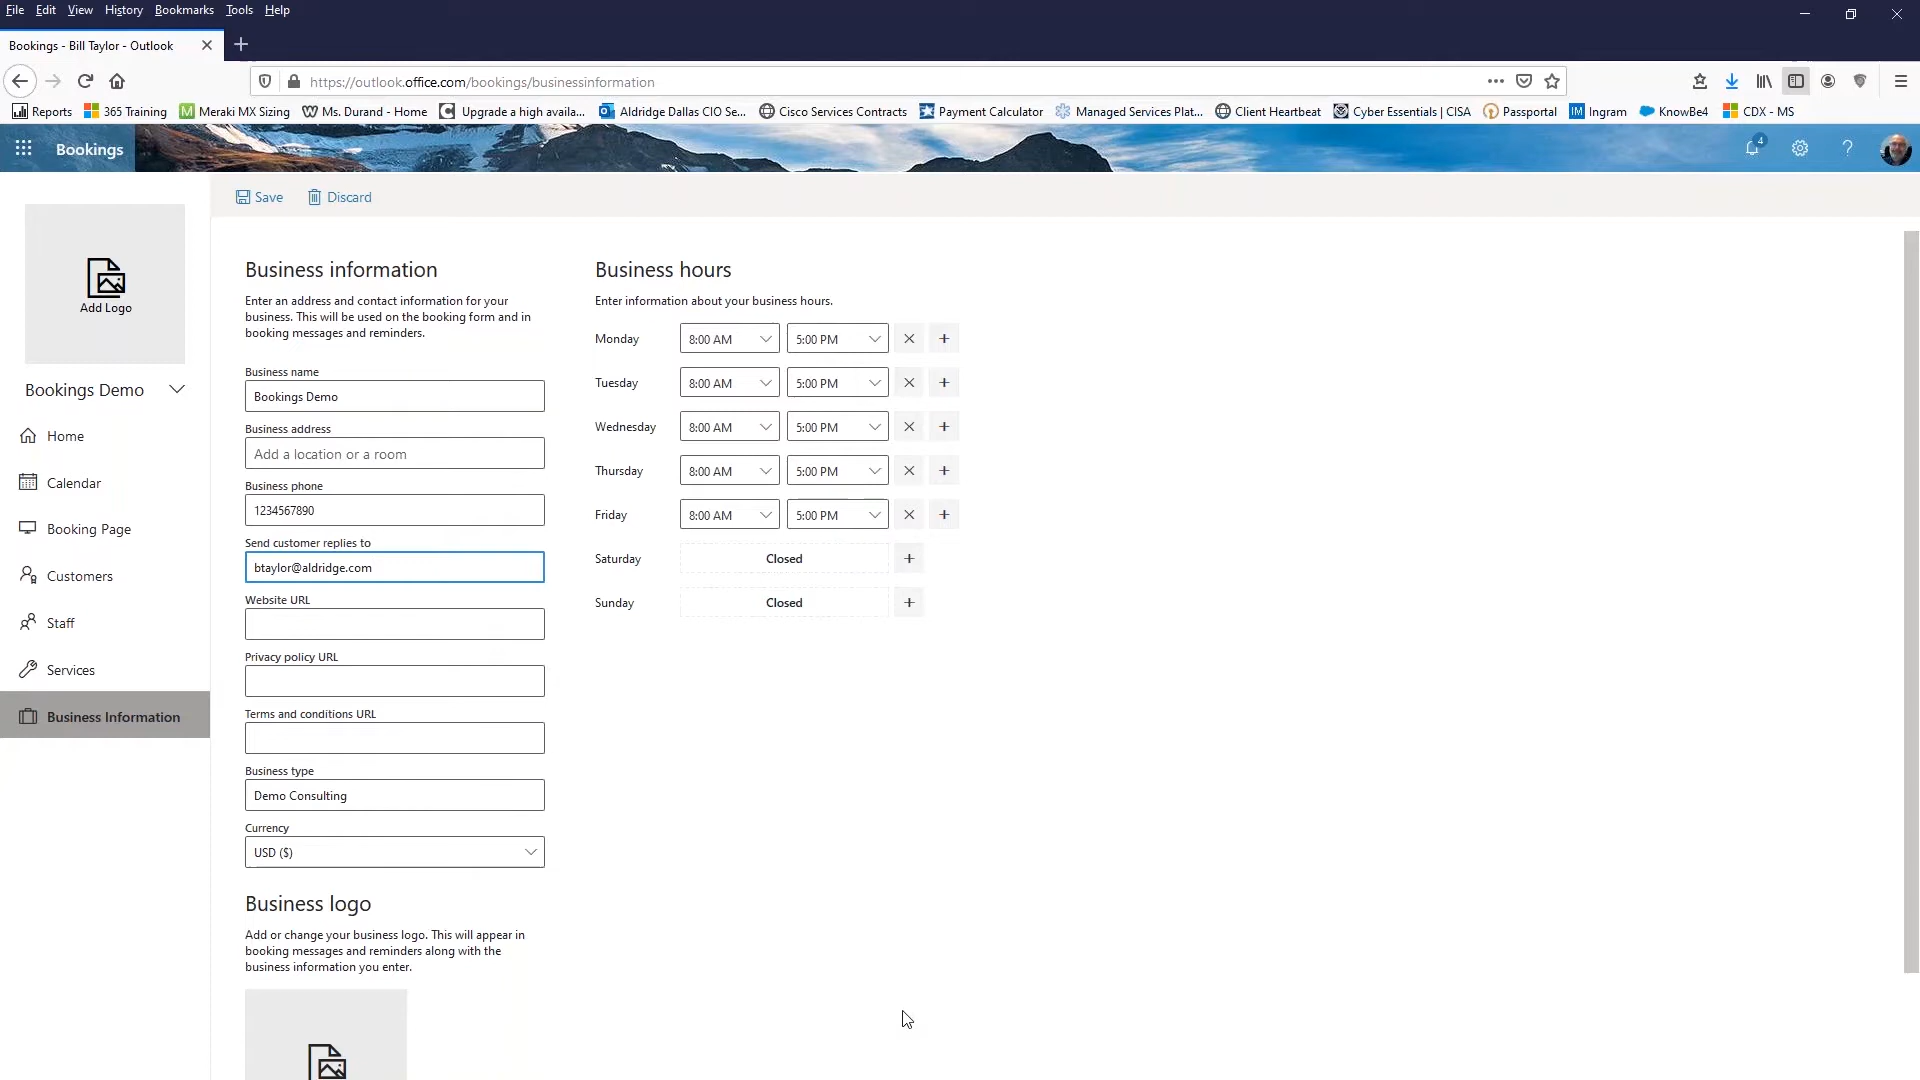 File Edit View History Bookmarks Tools Help
Bookings - Bill Taylor - Outlook
https://outlook.office.com/bookings/businessinformation
Reports 365 Training Meraki MX Sizing Ms. Durand - Home Upgrade a high availa... Aldridge Dallas CIO Se... Cisco Services Contracts Payment Calculator Managed Services Plat... Client Heartbeat Cyber Essentials | CISA Passportal Ingram KnowBe4 CDX - MS
Bookings 4
Save Discard
Add Logo
Bookings Demo
Home
Calendar
Booking Page
Customers
Staff
Services
Business Information
Business information
Enter an address and contact information for your
business. This will be used on the booking form and in
booking messages and reminders.
Business name
Bookings Demo
Business address
Add a location or a room
Business phone
1234567890
Send customer replies to
btaylor@aldridge.com
Website URL
Privacy policy URL
Terms and conditions URL
Business type
Demo Consulting
Currency
USD ($)
Business logo
Add or change your business logo. This will appear in
booking messages and reminders along with the
business information you enter.
Business hours
Enter information about your business hours.
Monday 8:00 AM 5:00 PM
Tuesday 8:00 AM 5:00 PM
Wednesday 8:00 AM 5:00 PM
Thursday 8:00 AM 5:00 PM
Friday 8:00 AM 5:00 PM
Saturday Closed
Sunday Closed